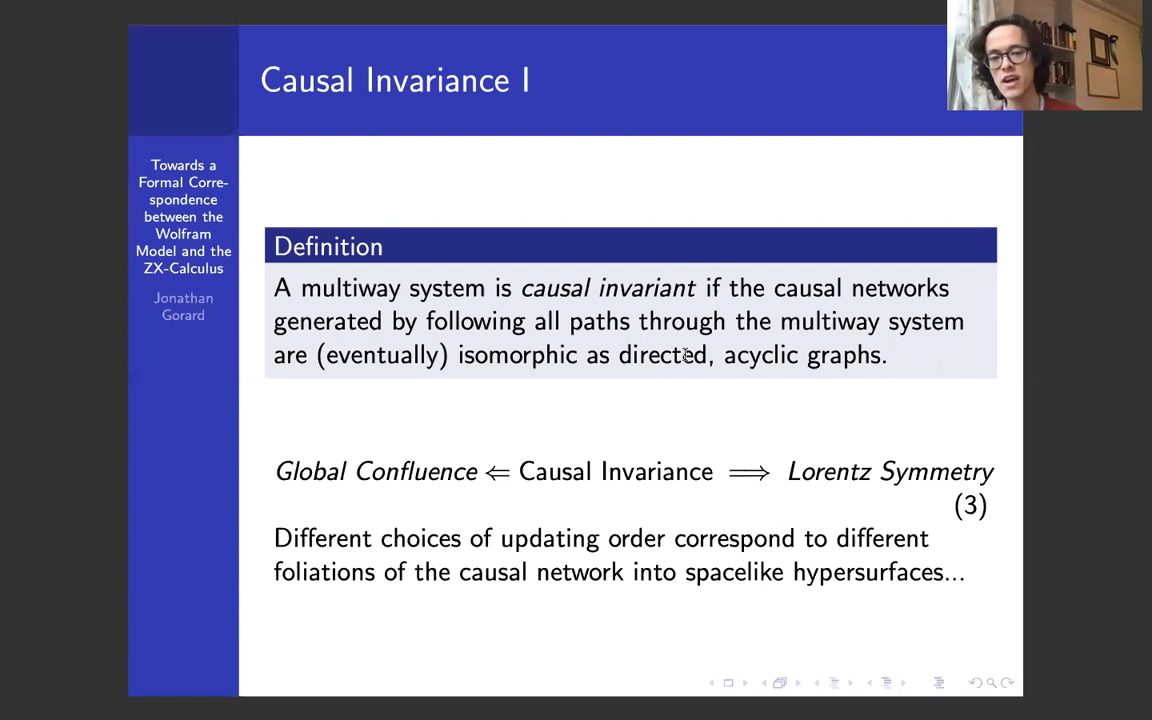 Causal Invariance I
Towards a
Formal Corre-
spondence
between the
Wolfram
Model and the
ZX-Calculus
Jonathan
Gorard
Definition
A multiway system is causal invariant if the causal networks
generated by following all paths through the multiway system
are (eventually) isomorphic as directed, acyclic graphs.
Global Confluence ⇐ Causal Invariance ⟹ Lorentz Symmetry
(3)
Different choices of updating order correspond to different
foliations of the causal network into spacelike hypersurfaces...